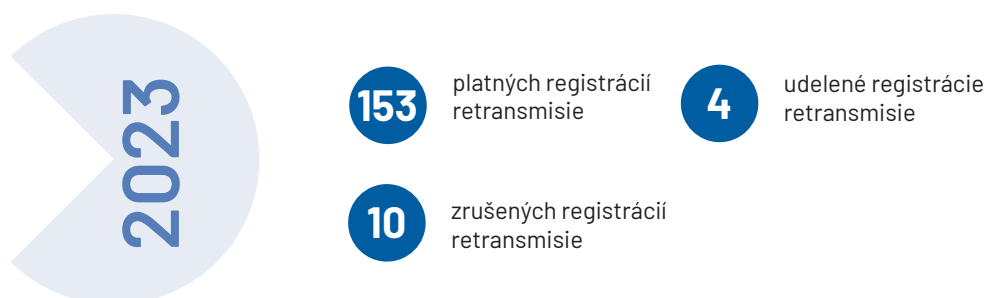 2023
153
platných registrácií
retransmisie
4
udelené registrácie
retransmisie
10
zrušených registrácií
retransmisie